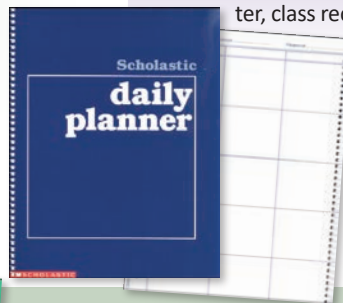 ter, class rec
Scholastic
daily
planner
SCHOLASTIC